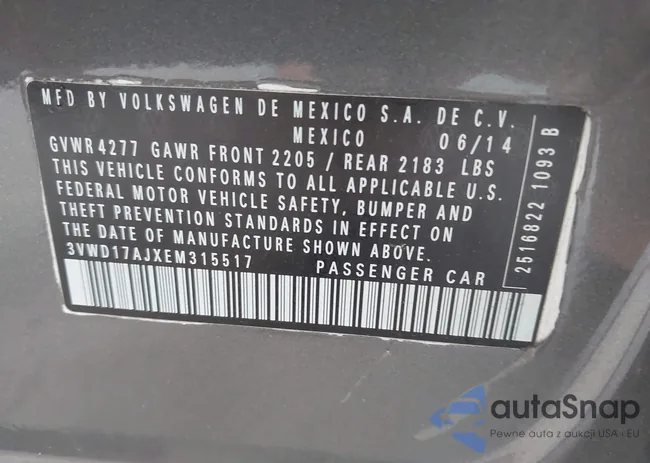 MFD BY VOLKSWAGEN DE MEXICO S.A. DE C.V.
MEXICO 06/14
GVWR 4277 GAWR FRONT 2205 / REAR 2183 LBS
THIS VEHICLE CONFORMS TO ALL APPLICABLE U.S.
FEDERAL MOTOR VEHICLE SAFETY, BUMPER AND
THEFT PREVENTION STANDARDS IN EFFECT ON
THE DATE OF MANUFACTURE SHOWN ABOVE.
3VWD17AJXEM315517 PASSENGER CAR
2516822 1093 B
autaSnap
Pewne auta z aukcji USA - EU